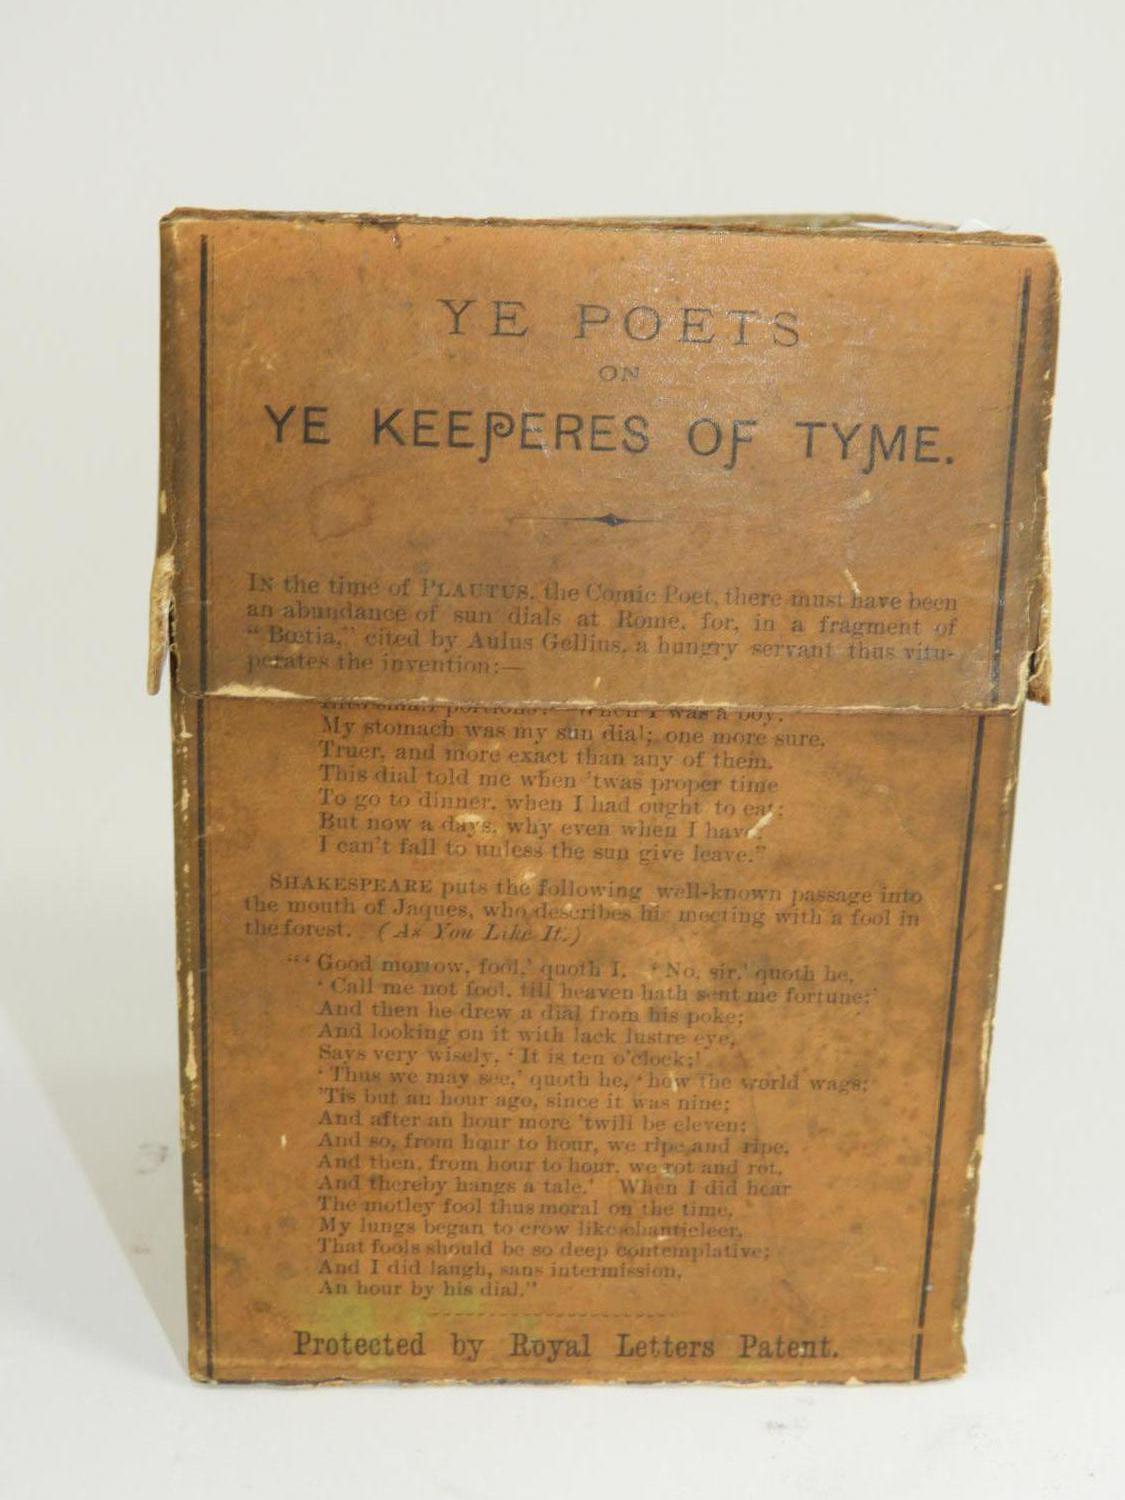 YE POETS
ON
YE KEEPERES OF TYME.
IN the time of PLAUTUS, the Comic Poet, there must have been
an abundance of sun dials at Rome, for, in a fragment of
"Bœtia," cited by Aulus Gellius, a hungry servant thus vitu-
perates the invention:—
Into small portions! When I was a boy,
My stomach was my sun dial; one more sure,
Truer, and more exact than any of them.
This dial told me when 'twas proper time
To go to dinner, when I had ought to eat;
But now a days, why even when I have
I can't fall to unless the sun give leave."
SHAKESPEARE puts the following well-known passage into
the mouth of Jaques, who describes hi meeting with a fool in
the forest. (As You Like It.)
"'Good morrow, fool,' quoth I. 'No, sir,' quoth he,
'Call me not fool, till heaven hath sent me fortune:'
And then he drew a dial from his poke;
And looking on it with lack lustre eye,
Says very wisely, 'It is ten o'clock;'
'Thus we may see,' quoth he, 'how the world wags;
'Tis but an hour ago, since it was nine;
And after an hour more 'twill be eleven;
And so, from hour to hour, we ripe and ripe,
And then, from hour to hour, we rot and rot,
And thereby hangs a tale.' When I did hear
The motley fool thus moral on the time,
My lungs began to crow like chanticleer,
That fools should be so deep contemplative;
And I did laugh, sans intermission,
An hour by his dial."
Protected by Royal Letters Patent.